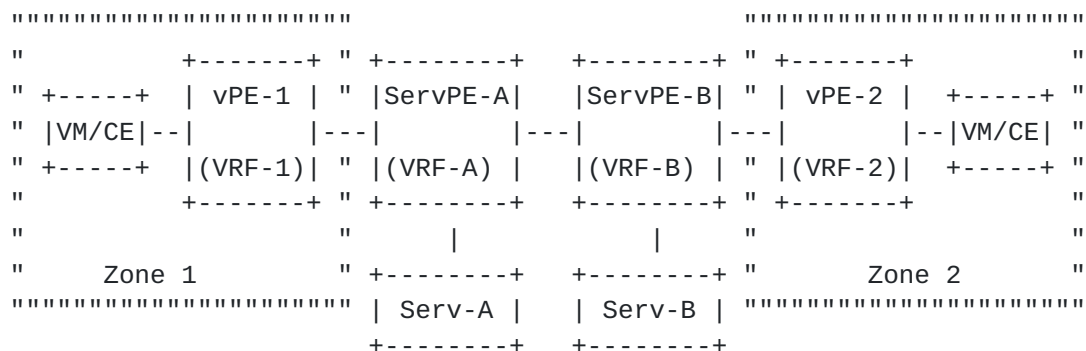 """"""""""""""""""""""                          """"""""""""""""""""""
"          +-------+ " +--------+   +--------+ " +-------+           "
" +-----+  | vPE-1 | " |ServPE-A|   |ServPE-B| " | vPE-2 |  +-----+ "
" |VM/CE|--|       |---|        |---|        |---|       |--|VM/CE| "
" +-----+  |(VRF-1)| " |(VRF-A) |   |(VRF-B) | " |(VRF-2)|  +-----+ "
"          +-------+ " +--------+   +--------+ " +-------+           "
"                    "      |            |     "                    "
"     Zone 1         " +--------+   +--------+ "       Zone 2       "
"""""""""""""""""""""" | Serv-A |   | Serv-B | """"""""""""""""""""""
                       +--------+   +--------+